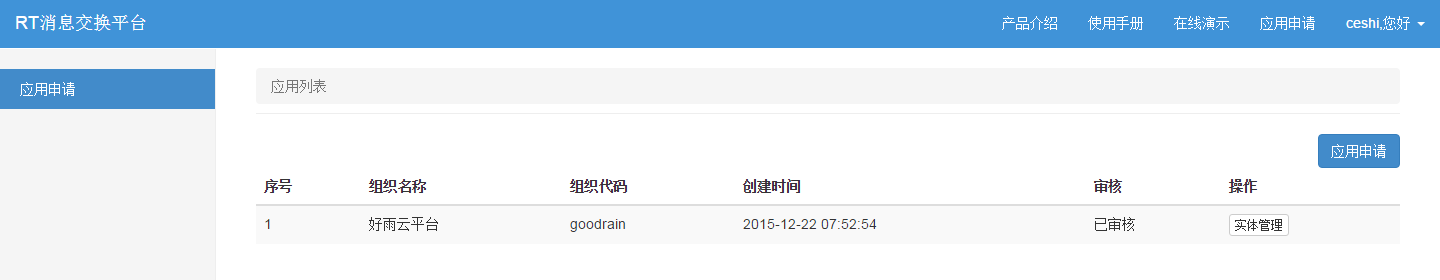 RT消息交换平台 产品介绍 使用手册 在线演示 应用申请 ceshi,您好
应用申请
应用列表
应用申请
序号 组织名称 组织代码 创建时间 审核 操作
1 好雨云平台 goodrain 2015-12-22 07:52:54 已审核 实体管理